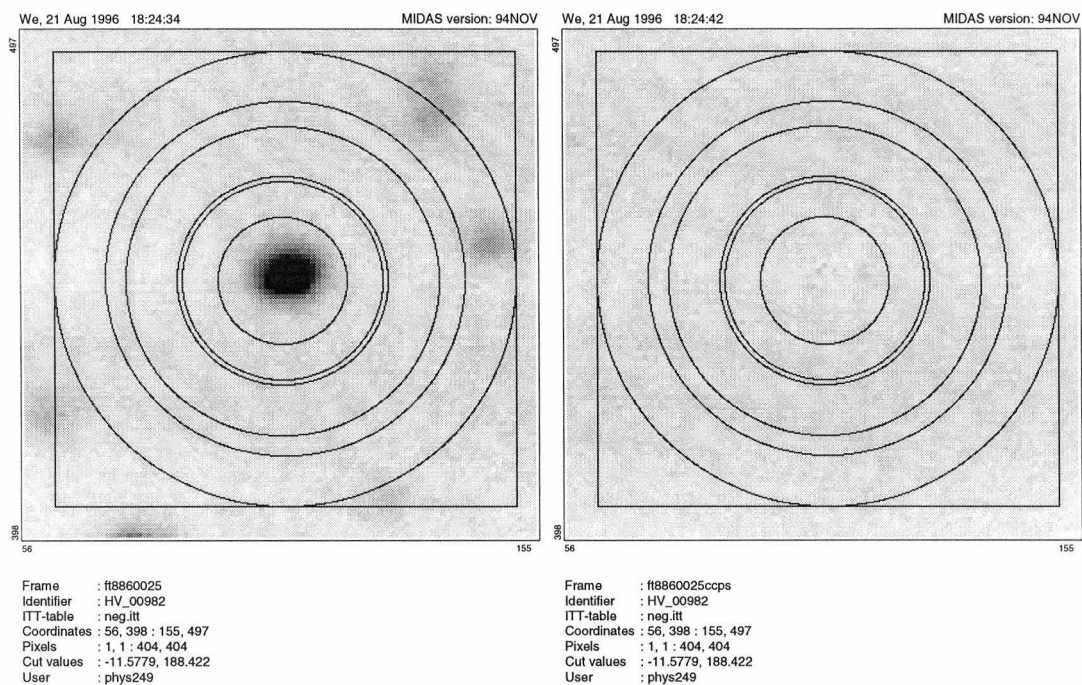 We, 21 Aug 1996 18:24:34 MIDAS version: 94NOV
497
398
56 155
Frame : ft8860025
Identifier : HV_00982
ITT-table : neg.itt
Coordinates : 56, 398 : 155, 497
Pixels : 1, 1 : 404, 404
Cut values : -11.5779, 188.422
User : phys249
We, 21 Aug 1996 18:24:42 MIDAS version: 94NOV
497
398
56 155
Frame : ft8860025ccps
Identifier : HV_00982
ITT-table : neg.itt
Coordinates : 56, 398 : 155, 497
Pixels : 1, 1 : 404, 404
Cut values : -11.5779, 188.422
User : phys249